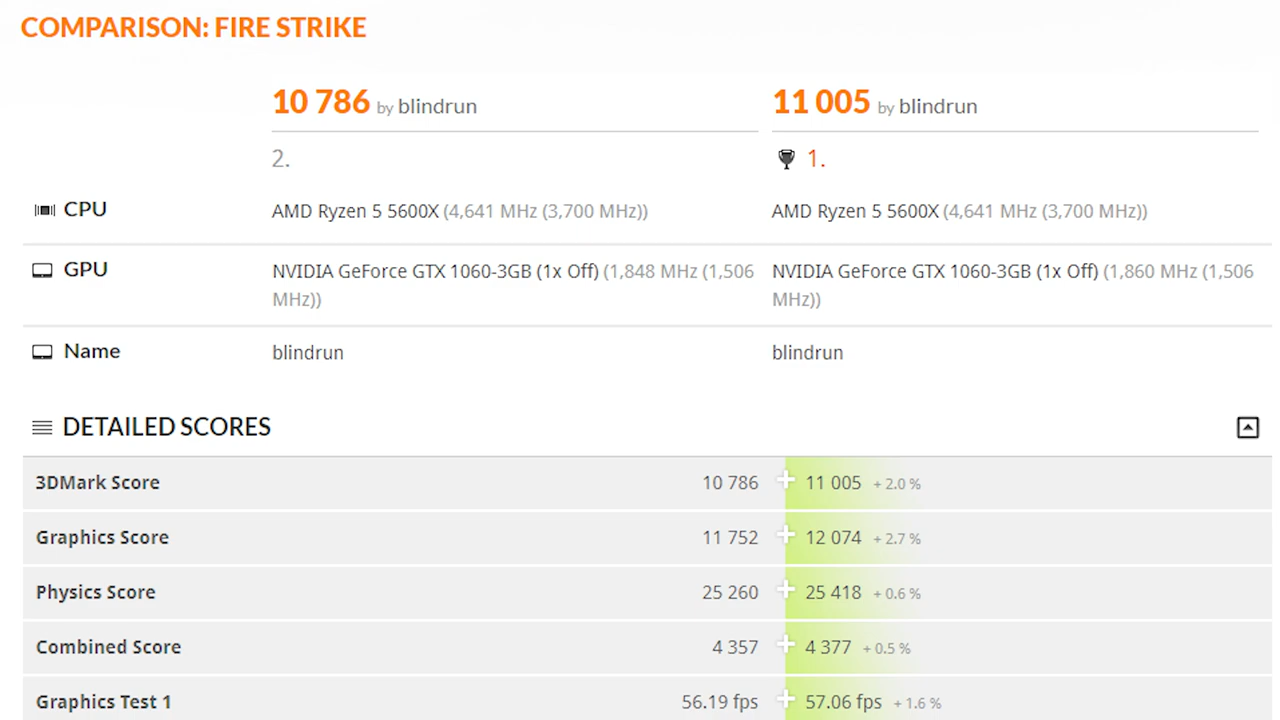 COMPARISON: FIRE STRIKE
10 786 by blindrun 11 005 by blindrun
2. 1.
CPU AMD Ryzen 5 5600X (4,641 MHz (3,700 MHz)) AMD Ryzen 5 5600X (4,641 MHz (3,700 MHz))
GPU NVIDIA GeForce GTX 1060-3GB (1x Off) (1,848 MHz (1,506 NVIDIA GeForce GTX 1060-3GB (1x Off) (1,860 MHz (1,506
MHz)) MHz))
Name blindrun blindrun
DETAILED SCORES
3DMark Score 10 786 11 005 + 2.0 %
Graphics Score 11 752 12 074 + 2.7 %
Physics Score 25 260 25 418 + 0.6 %
Combined Score 4 357 4 377 + 0.5 %
Graphics Test 1 56.19 fps 57.06 fps + 1.6 %